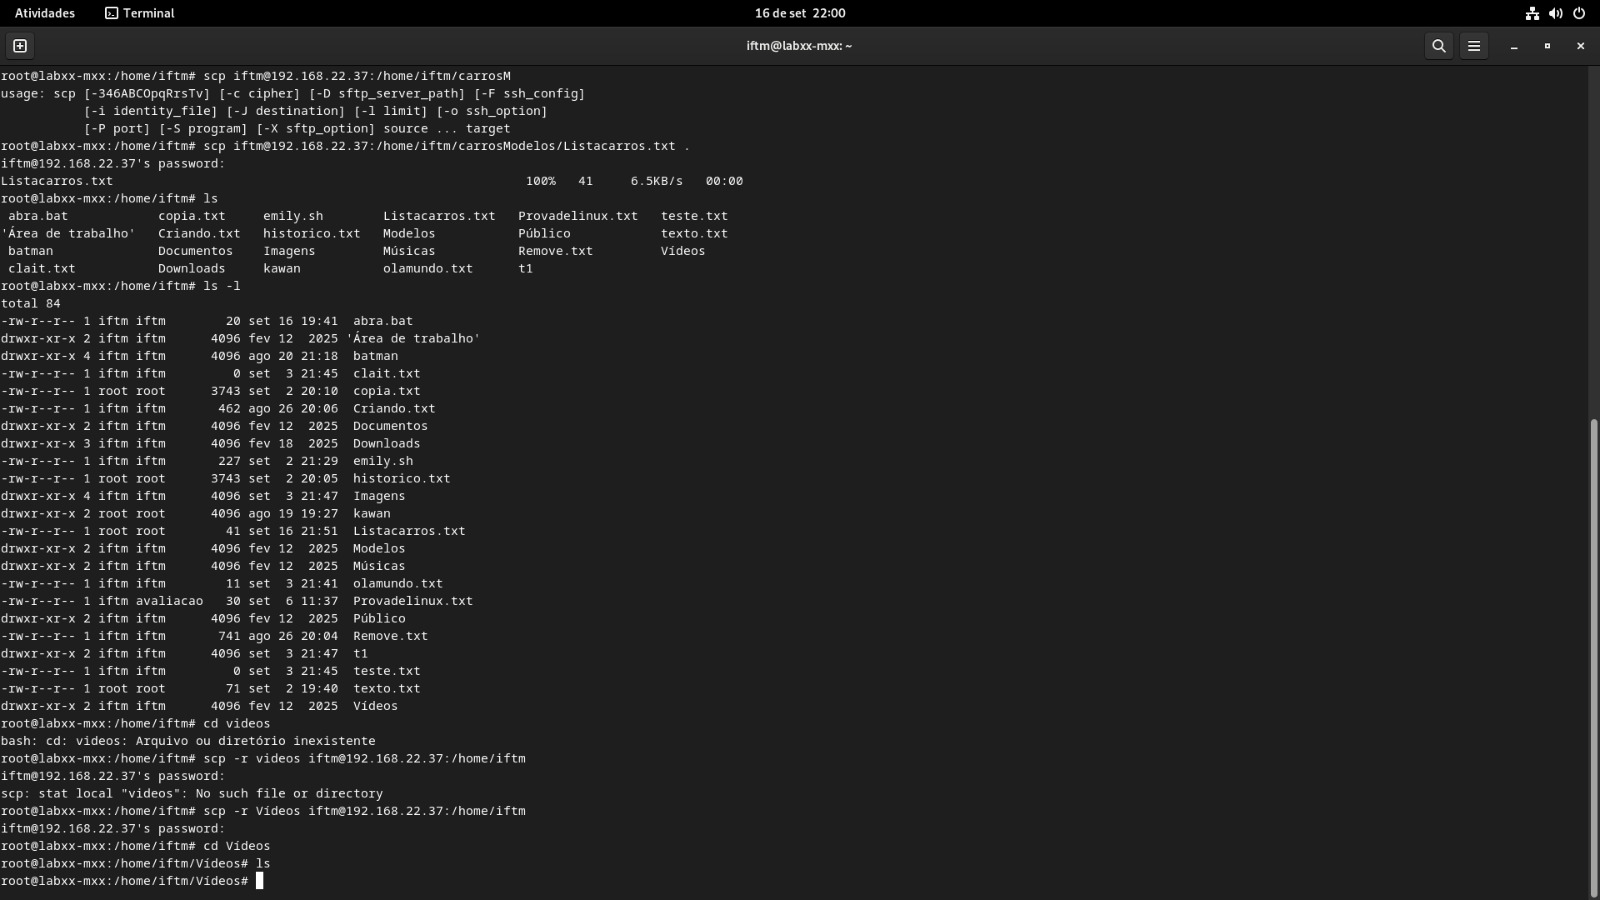 Atividades Terminal 16 de set 22:00
iftm@labxx-mxx: ~
root@labxx-mxx:/home/iftm# scp iftm@192.168.22.37:/home/iftm/carrosM
usage: scp [-346ABCOpqRrsTv] [-c cipher] [-D sftp_server_path] [-F ssh_config]
           [-i identity_file] [-J destination] [-l limit] [-o ssh_option]
           [-P port] [-S program] [-X sftp_option] source ... target
root@labxx-mxx:/home/iftm# scp iftm@192.168.22.37:/home/iftm/carrosModelos/Listacarros.txt .
iftm@192.168.22.37's password:
Listacarros.txt                                                       100%   41     6.5KB/s   00:00
root@labxx-mxx:/home/iftm# ls
 abra.bat            copia.txt     emily.sh        Listacarros.txt   Provadelinux.txt   teste.txt
'Área de trabalho'   Criando.txt   historico.txt   Modelos           Público            texto.txt
 batman              Documentos    Imagens         Músicas           Remove.txt         Vídeos
 clait.txt           Downloads     kawan           olamundo.txt      t1
root@labxx-mxx:/home/iftm# ls -l
total 84
-rw-r--r-- 1 iftm iftm        20 set 16 19:41  abra.bat
drwxr-xr-x 2 iftm iftm      4096 fev 12  2025 'Área de trabalho'
drwxr-xr-x 4 iftm iftm      4096 ago 20 21:18  batman
-rw-r--r-- 1 iftm iftm         0 set  3 21:45  clait.txt
-rw-r--r-- 1 root root      3743 set  2 20:10  copia.txt
-rw-r--r-- 1 iftm iftm       462 ago 26 20:06  Criando.txt
drwxr-xr-x 2 iftm iftm      4096 fev 12  2025  Documentos
drwxr-xr-x 3 iftm iftm      4096 fev 18  2025  Downloads
-rw-r--r-- 1 iftm iftm       227 set  2 21:29  emily.sh
-rw-r--r-- 1 root root      3743 set  2 20:05  historico.txt
drwxr-xr-x 4 iftm iftm      4096 set  3 21:47  Imagens
drwxr-xr-x 2 root root      4096 ago 19 19:27  kawan
-rw-r--r-- 1 root root        41 set 16 21:51  Listacarros.txt
drwxr-xr-x 2 iftm iftm      4096 fev 12  2025  Modelos
drwxr-xr-x 2 iftm iftm      4096 fev 12  2025  Músicas
-rw-r--r-- 1 iftm iftm        11 set  3 21:41  olamundo.txt
-rw-r--r-- 1 iftm avaliacao   30 set  6 11:37  Provadelinux.txt
drwxr-xr-x 2 iftm iftm      4096 fev 12  2025  Público
-rw-r--r-- 1 iftm iftm       741 ago 26 20:04  Remove.txt
drwxr-xr-x 2 iftm iftm      4096 set  3 21:47  t1
-rw-r--r-- 1 iftm iftm         0 set  3 21:45  teste.txt
-rw-r--r-- 1 root root        71 set  2 19:40  texto.txt
drwxr-xr-x 2 iftm iftm      4096 fev 12  2025  Vídeos
root@labxx-mxx:/home/iftm# cd videos
bash: cd: videos: Arquivo ou diretório inexistente
root@labxx-mxx:/home/iftm# scp -r videos iftm@192.168.22.37:/home/iftm
iftm@192.168.22.37's password:
scp: stat local "videos": No such file or directory
root@labxx-mxx:/home/iftm# scp -r Vídeos iftm@192.168.22.37:/home/iftm
iftm@192.168.22.37's password:
root@labxx-mxx:/home/iftm# cd Vídeos
root@labxx-mxx:/home/iftm/Vídeos# ls
root@labxx-mxx:/home/iftm/Vídeos#